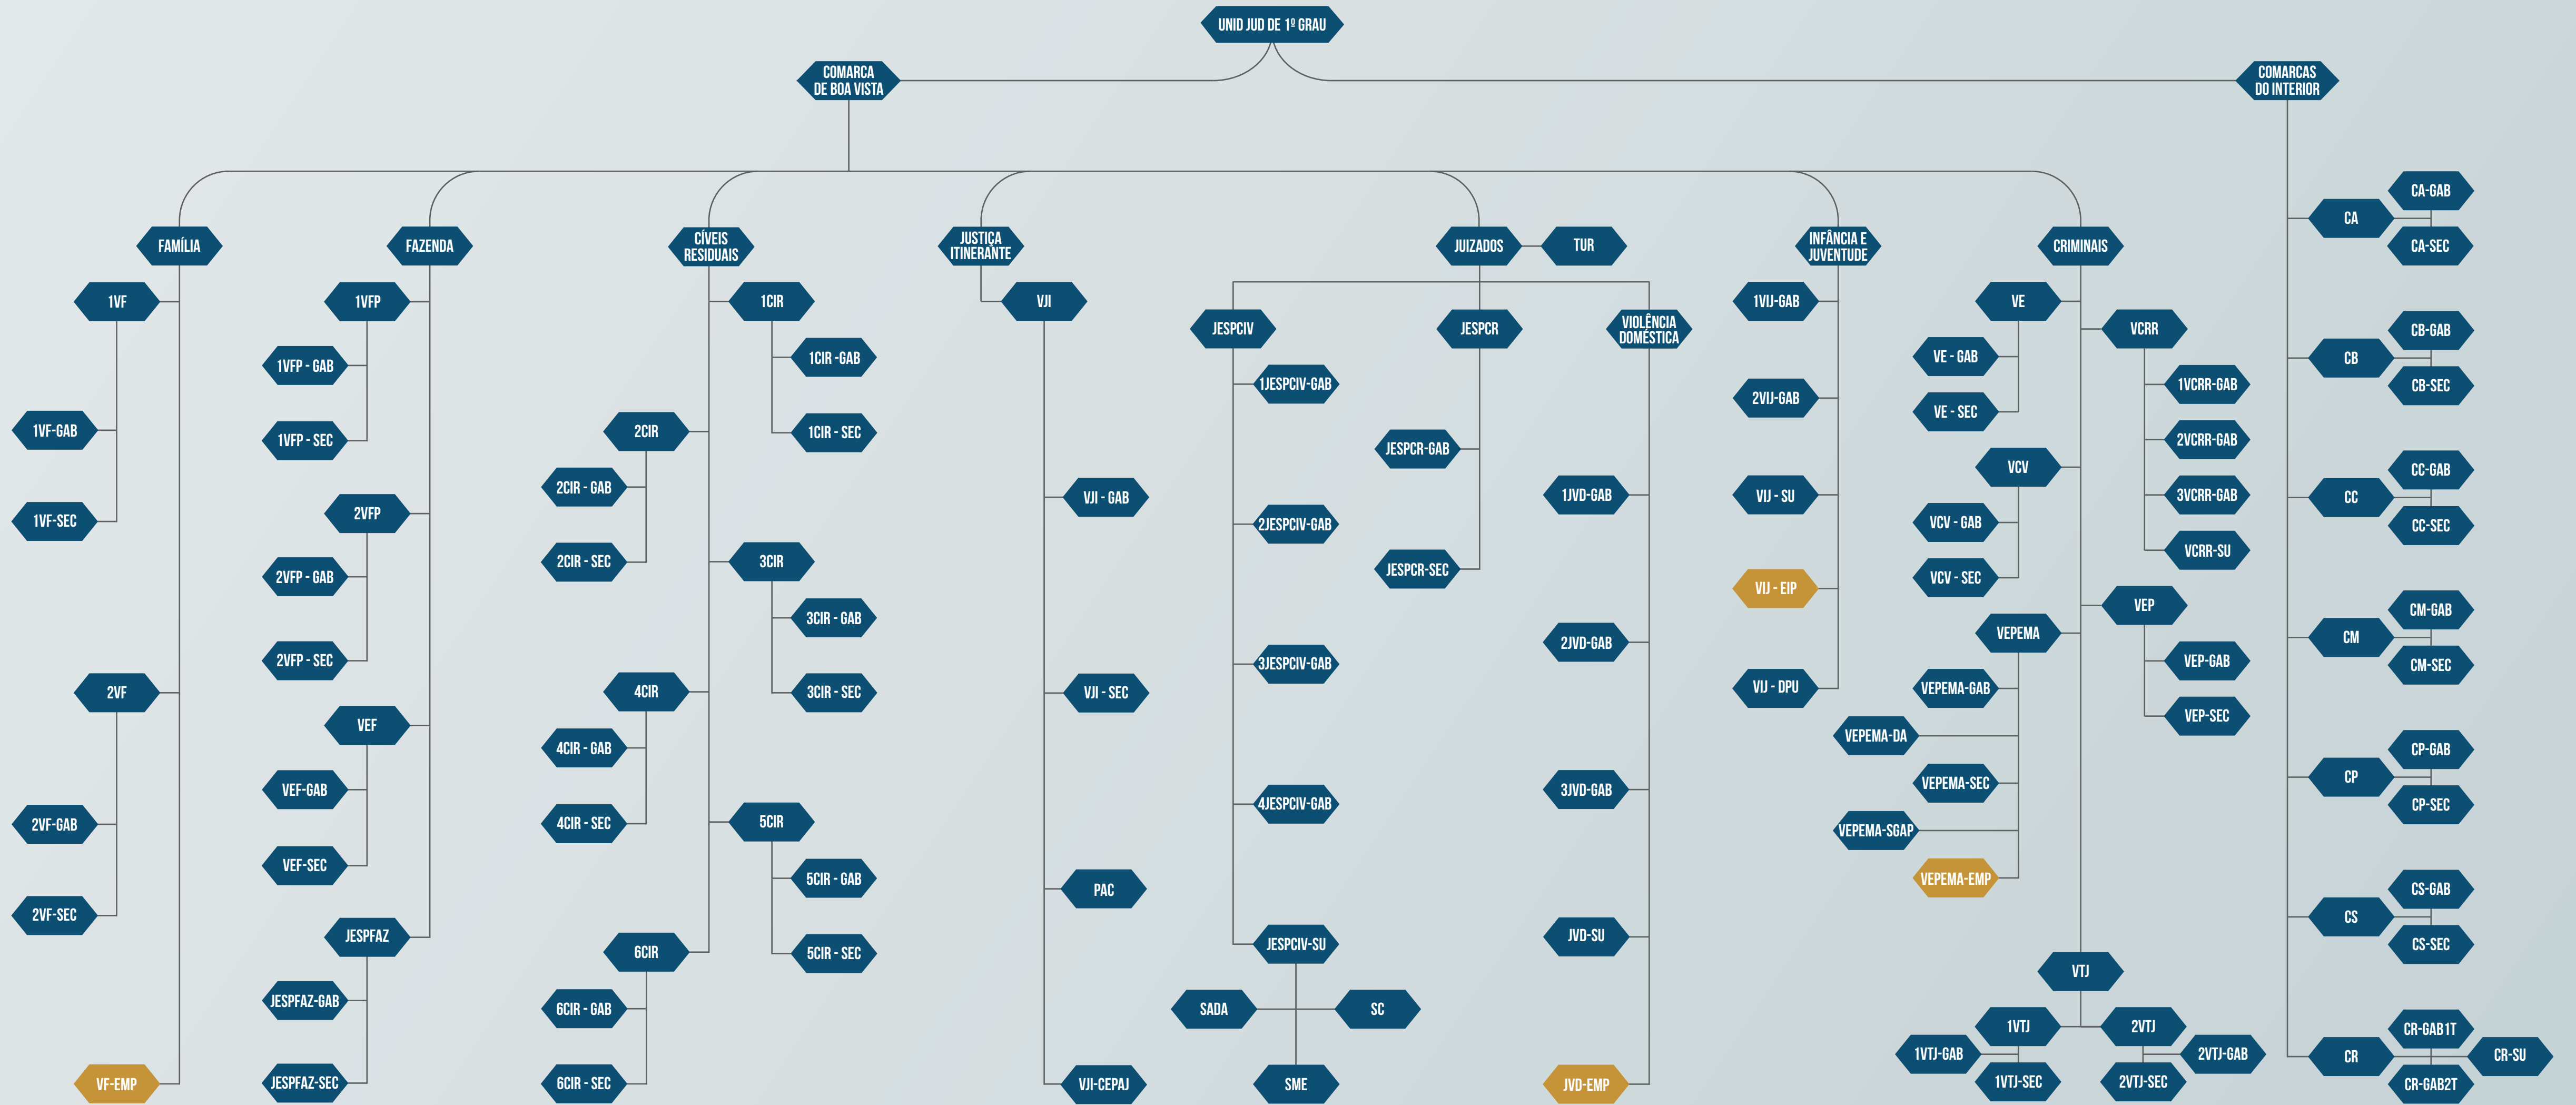 UNID JUD DE 1º GRAU
COMARCA
DE BOA VISTA
COMARCAS
DO INTERIOR
FAMÍLIA
1VF
1VF-GAB
1VF-SEC
2VF
2VF-GAB
2VF-SEC
VF-EMP
FAZENDA
1VFP
1VFP - GAB
1VFP - SEC
2VFP
2VFP - GAB
2VFP - SEC
VEF
VEF-GAB
VEF-SEC
JESPFAZ
JESPFAZ-GAB
JESPFAZ-SEC
CÍVEIS
RESIDUAIS
1CIR
1CIR -GAB
1CIR - SEC
2CIR
2CIR - GAB
2CIR - SEC
3CIR
3CIR - GAB
3CIR - SEC
4CIR
4CIR - GAB
4CIR - SEC
5CIR
5CIR - GAB
5CIR - SEC
6CIR
6CIR - GAB
6CIR - SEC
JUSTIÇA
ITINERANTE
VJI
VJI - GAB
VJI - SEC
PAC
VJI-CEPAJ
JUIZADOS
TUR
JESPCIV
1JESPCIV-GAB
2JESPCIV-GAB
3JESPCIV-GAB
4JESPCIV-GAB
JESPCIV-SU
SADA
SC
SME
JESPCR
JESPCR-GAB
JESPCR-SEC
VIOLÊNCIA
DOMÉSTICA
1JVD-GAB
2JVD-GAB
3JVD-GAB
JVD-SU
JVD-EMP
INFÂNCIA E
JUVENTUDE
1VIJ-GAB
2VIJ-GAB
VIJ - SU
VIJ - EIP
VIJ - DPU
CRIMINAIS
VE
VE - GAB
VE - SEC
VCRR
1VCRR-GAB
2VCRR-GAB
3VCRR-GAB
VCRR-SU
VCV
VCV - GAB
VCV - SEC
VEP
VEP-GAB
VEP-SEC
VEPEMA
VEPEMA-GAB
VEPEMA-DA
VEPEMA-SEC
VEPEMA-SGAP
VEPEMA-EMP
VTJ
1VTJ
1VTJ-GAB
1VTJ-SEC
2VTJ
2VTJ-GAB
2VTJ-SEC
CA
CA-GAB
CA-SEC
CB
CB-GAB
CB-SEC
CC
CC-GAB
CC-SEC
CM
CM-GAB
CM-SEC
CP
CP-GAB
CP-SEC
CS
CS-GAB
CS-SEC
CR
CR-GAB1T
CR-SU
CR-GAB2T